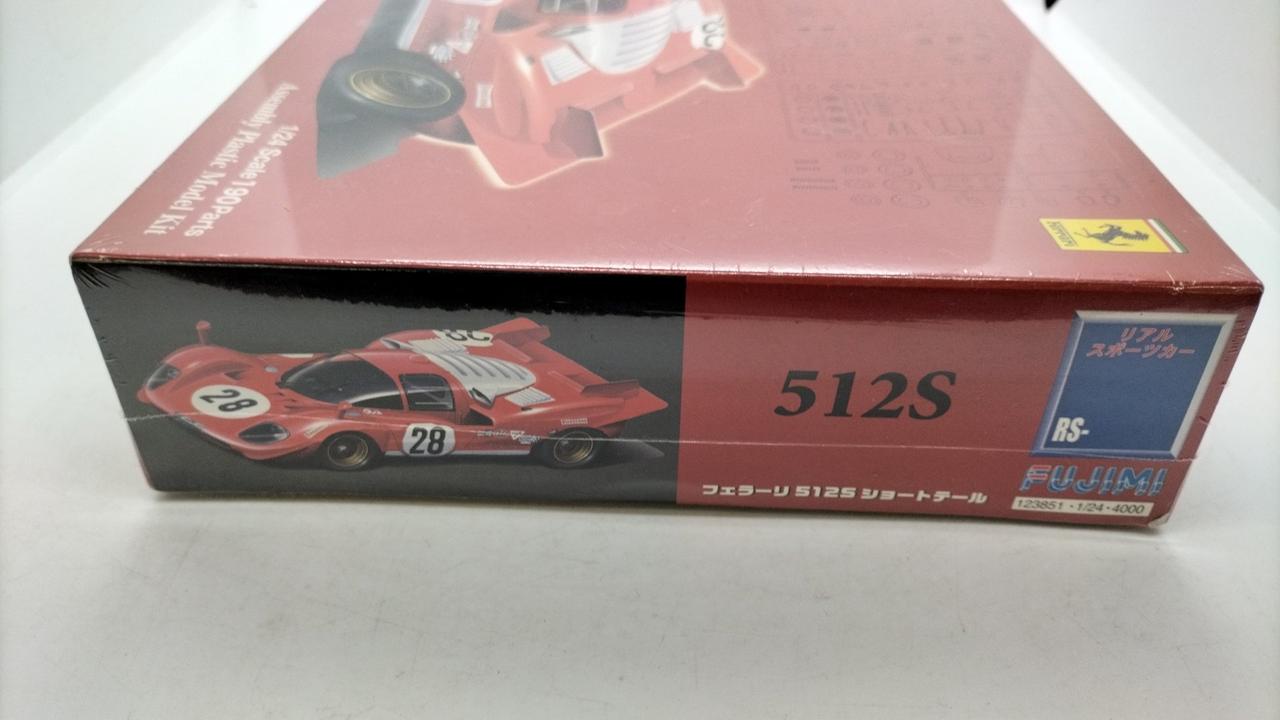 1/24 Scale 190Parts
Assembly Plastic Model Kit
28
28
512S
フェラーリ 512S ショートテール
リアル
スポーツカー
RS-
FUJIMI
123851・1/24・4000